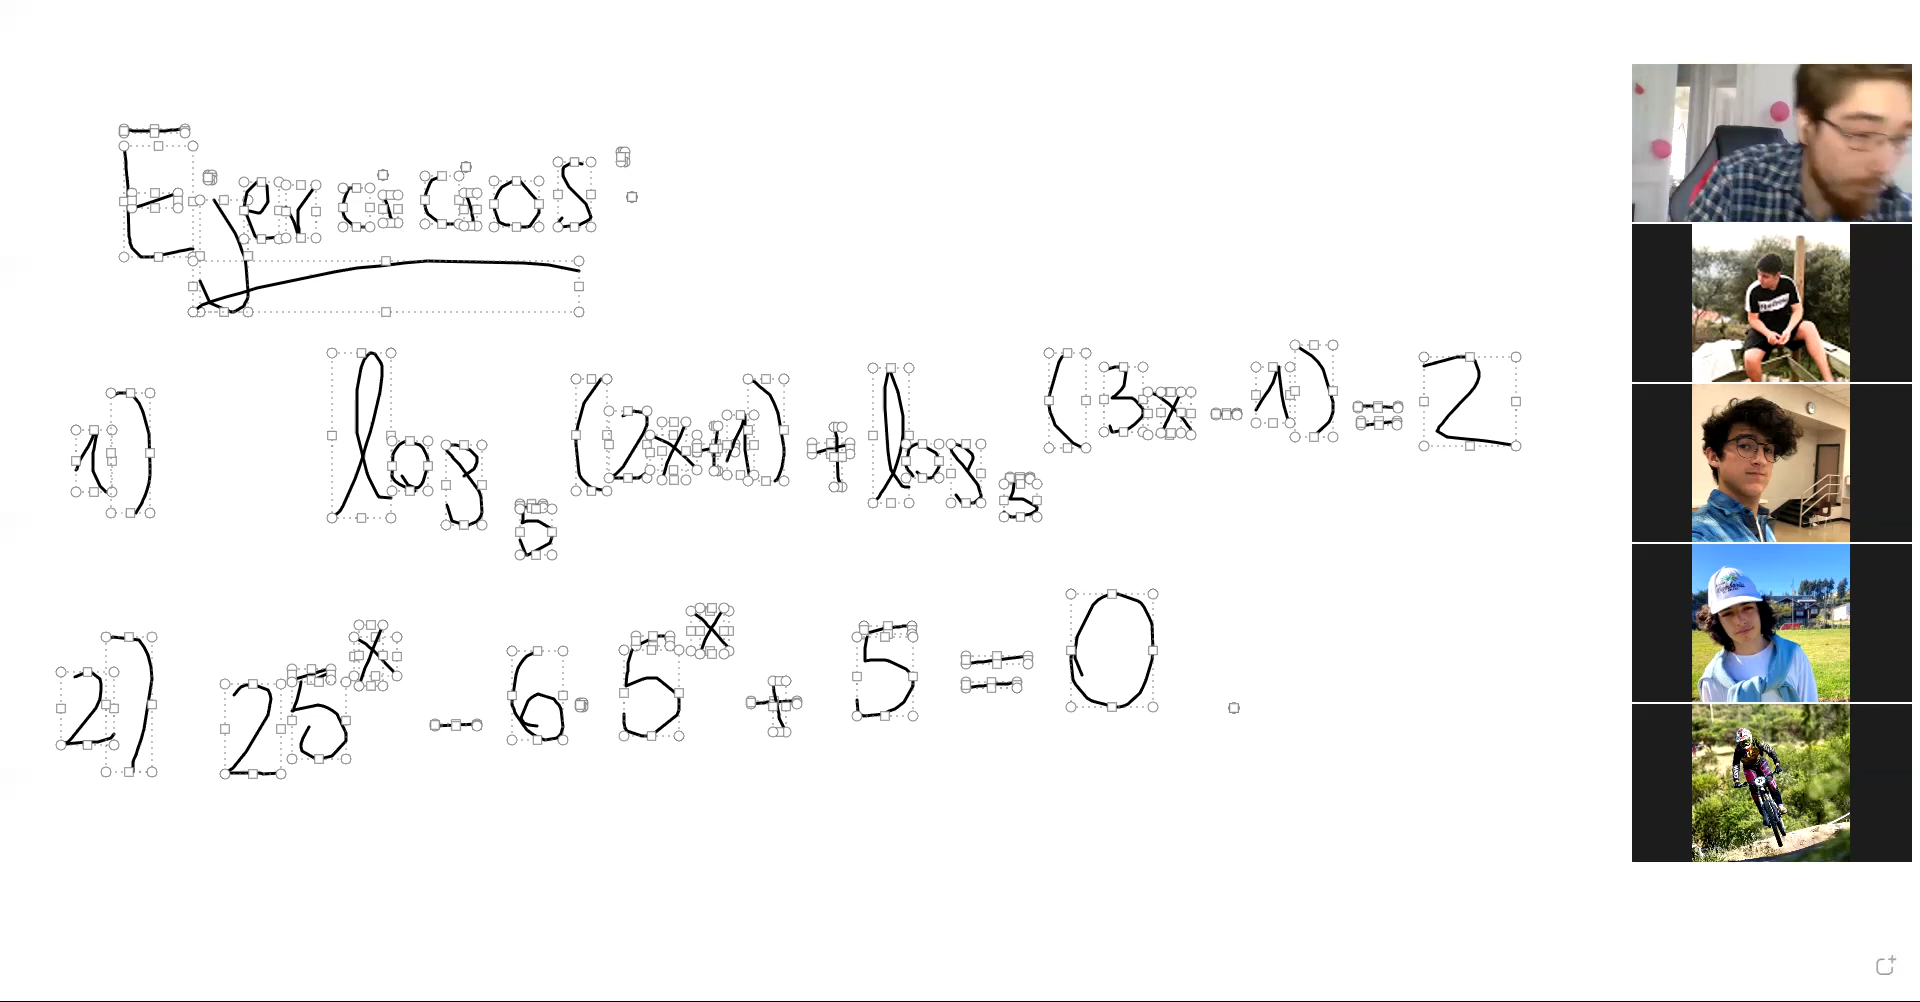 Ejercicios:
1) log₅ (2x+1) + log₅ (3x-1) = 2
2) 25ˣ - 6·5ˣ + 5 = 0.